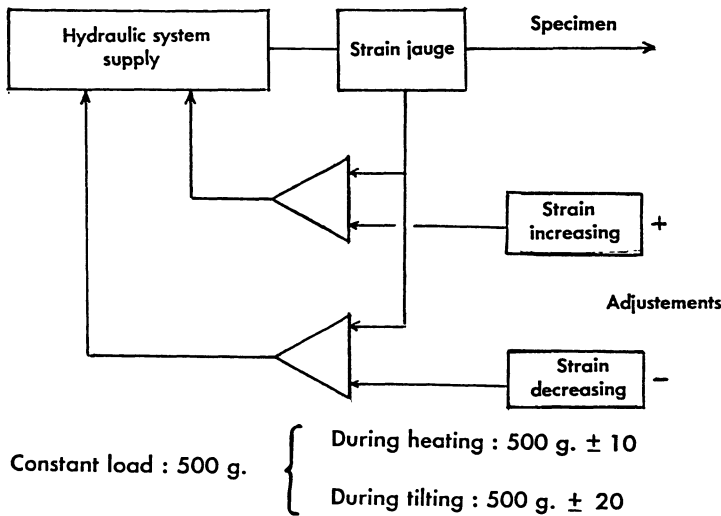 Hydraulic system
supply
Strain jauge
Specimen
Strain
increasing
+
Adjustements
Strain
decreasing
−
Constant load : 500 g.
During heating : 500 g. ± 10
During tilting : 500 g. ± 20